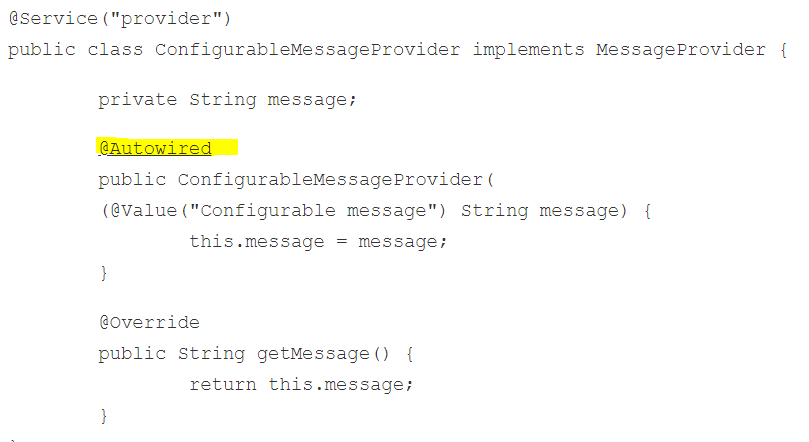 @Service("provider")
public class ConfigurableMessageProvider implements MessageProvider {
private String message;
@Autowired
public ConfigurableMessageProvider(
(@Value("Configurable message") String message) {
this.message = message;
}
@Override
public String getMessage() {
return this.message;
}